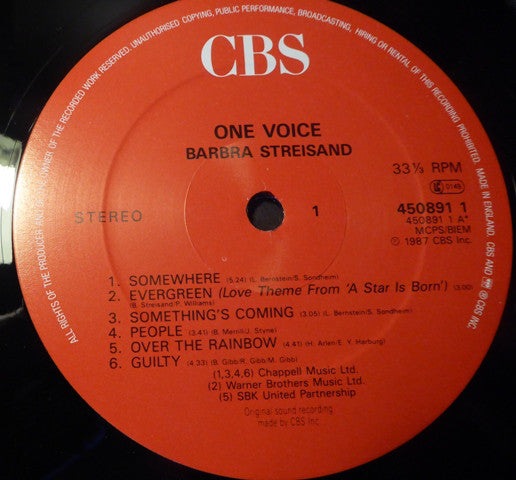 CBS
ONE VOICE
BARBRA STREISAND
33⅓ RPM
STEREO
1
450891 1
450891 1 A*
MCPS/BIEM
℗ 1987 CBS Inc.
1. SOMEWHERE (5:24) (L. Bernstein/S. Sondheim)
2. EVERGREEN (Love Theme From 'A Star Is Born') (3:00)
(B. Streisand/P. Williams)
3. SOMETHING'S COMING (3.05) (L. Bernstein/S. Sondheim)
4. PEOPLE (3.41) (B. Merrill/J. Styne)
5. OVER THE RAINBOW (4.41) (H. Arlen/E. Y. Harburg)
6. GUILTY (4.33) (B. Gibb/R. Gibb/M. Gibb)
(1,3,4,6) Chappell Music Ltd.
(2) Warner Brothers Music Ltd.
(5) SBK United Partnership
Original sound recording
made by CBS Inc
ALL RIGHTS OF THE PRODUCER AND OWNER OF THE RECORDED WORK RESERVED. UNAUTHORISED COPYING, PUBLIC PERFORMANCE, BROADCASTING, HIRING OR RENTAL OF THIS RECORDING PROHIBITED. MADE IN ENGLAND. CBS AND ® CBS INC.